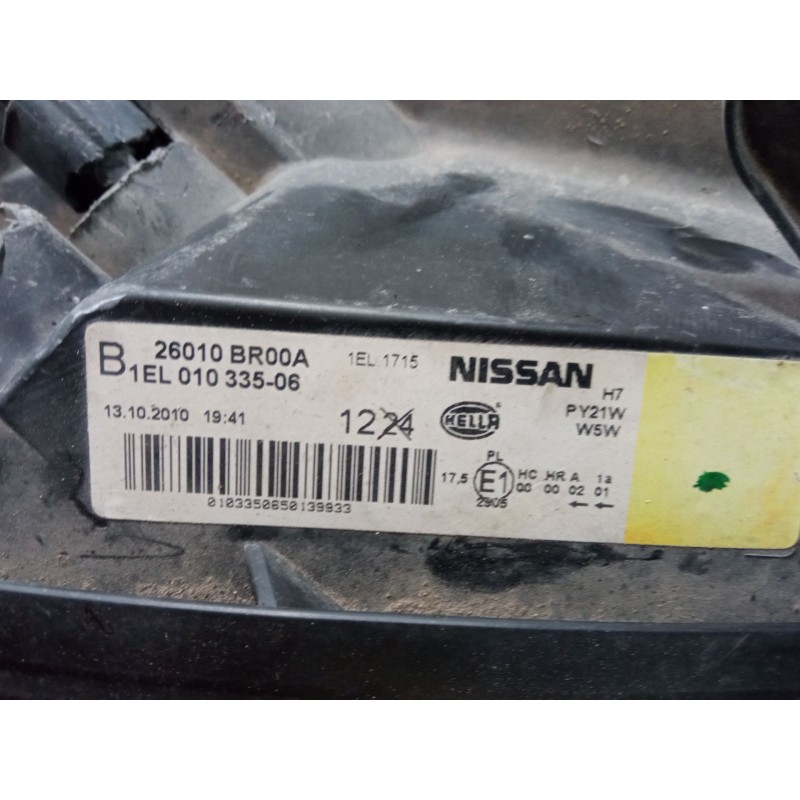 B 26010 BR00A 1EL 1715 NISSAN
1EL 010 335-06
H7
13.10.2010 19:41 1224 HELLA PY21W
W5W
PL
17,5 E1 HC HR A 1a
00 00 02 01
2905 ←←
0103350650139933